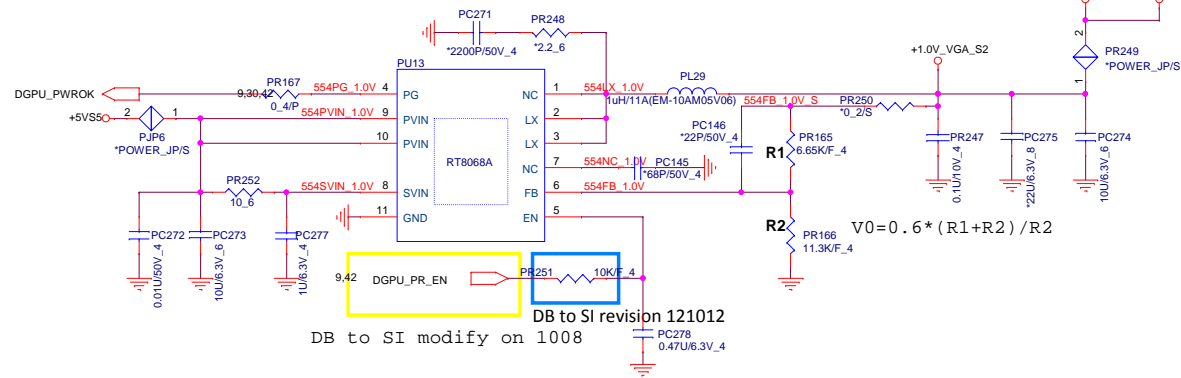 PC271
*2200P/50V_4
PR248
*2.2_6
+1.0V_VGA_S2
2
PR249
*POWER_JP/S
1
PU13
DGPU_PWROK
9,30,42
PR167
0_4/P
554PG_1.0V
4
PG
NC
1
554LX_1.0V
PL29
1uH/11A(EM-10AM05V06)
+5VS5
2
1
PJP6
*POWER_JP/S
554PVIN_1.0V
9
PVIN
LX
2
10
PVIN
LX
3
RT8068A
NC
7
554NC_1.0V
PC145
*68P/50V_4
PC146
*22P/50V_4
554FB_1.0V_S
PR250
*0_2/S
R1
PR165
6.65K/F_4
PR247
0.1U/10V_4
PC275
*22U/6.3V_8
PC274
10U/6.3V_6
PR252
10_6
554SVIN_1.0V
8
SVIN
FB
6
554FB_1.0V
11
GND
EN
5
R2
PR166
11.3K/F_4
V0=0.6*(R1+R2)/R2
PC272
0.01U/50V_4
PC273
10U/6.3V_6
PC277
1U/6.3V_4
9,42
DGPU_PR_EN
PR251
10K/F_4
DB to SI revision 121012
DB to SI modify on 1008
PC278
0.47U/6.3V_4